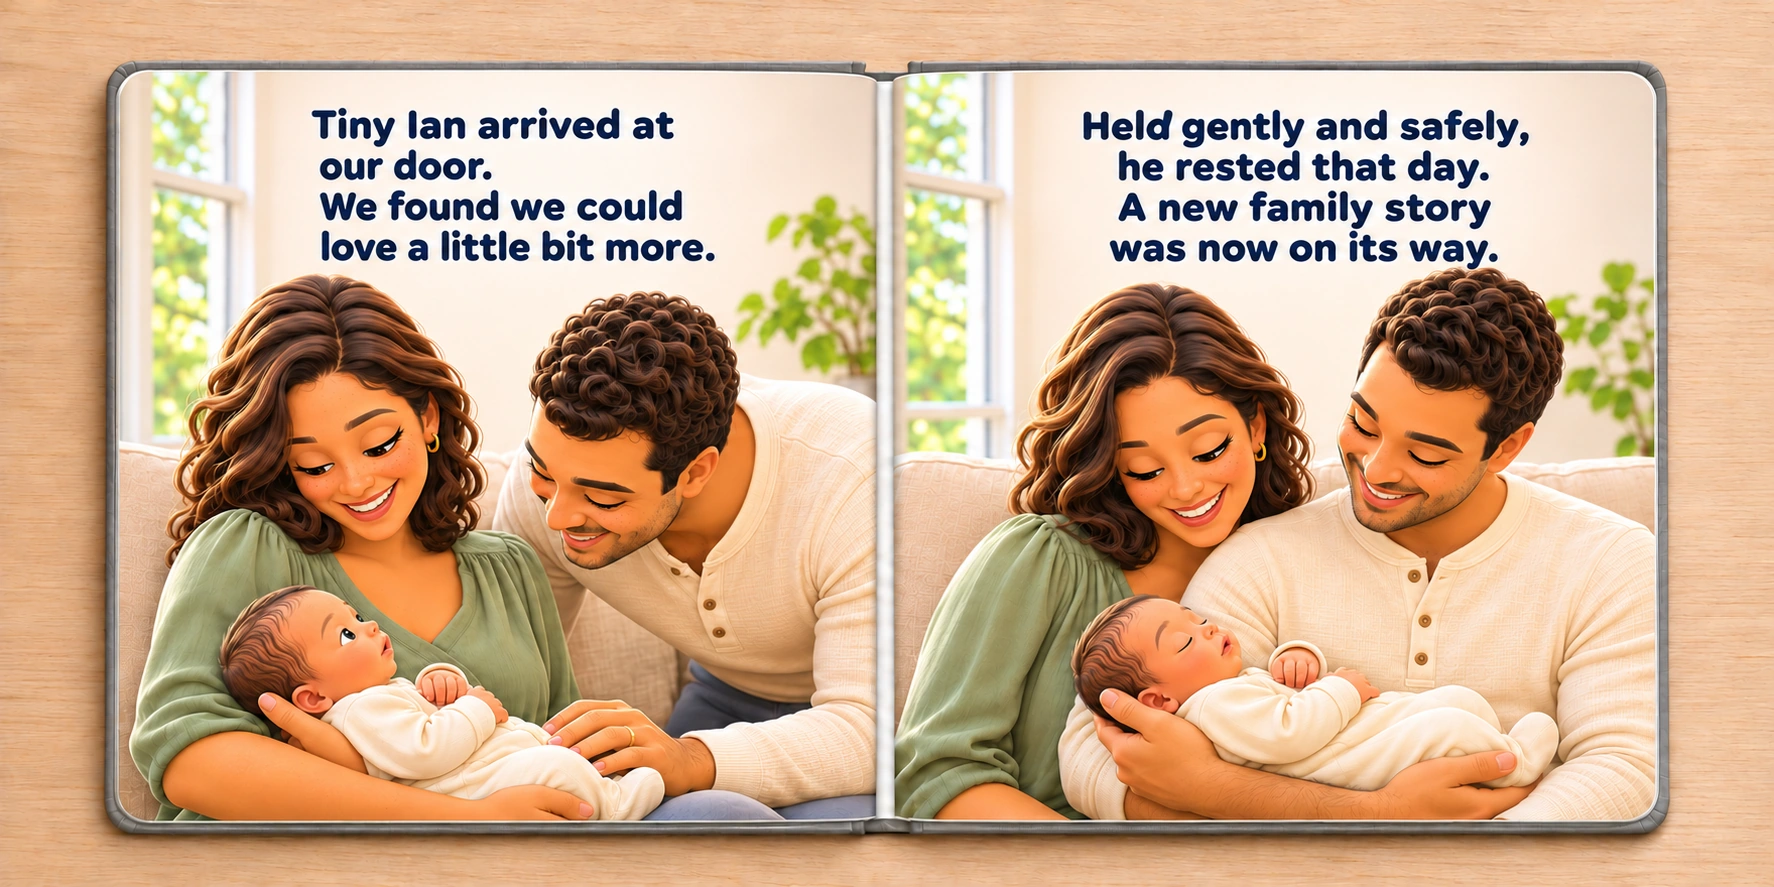 Tiny Ian arrived at
our door.
We found we could
love a little bit more.
Held gently and safely,
he rested that day.
A new family story
was now on its way.